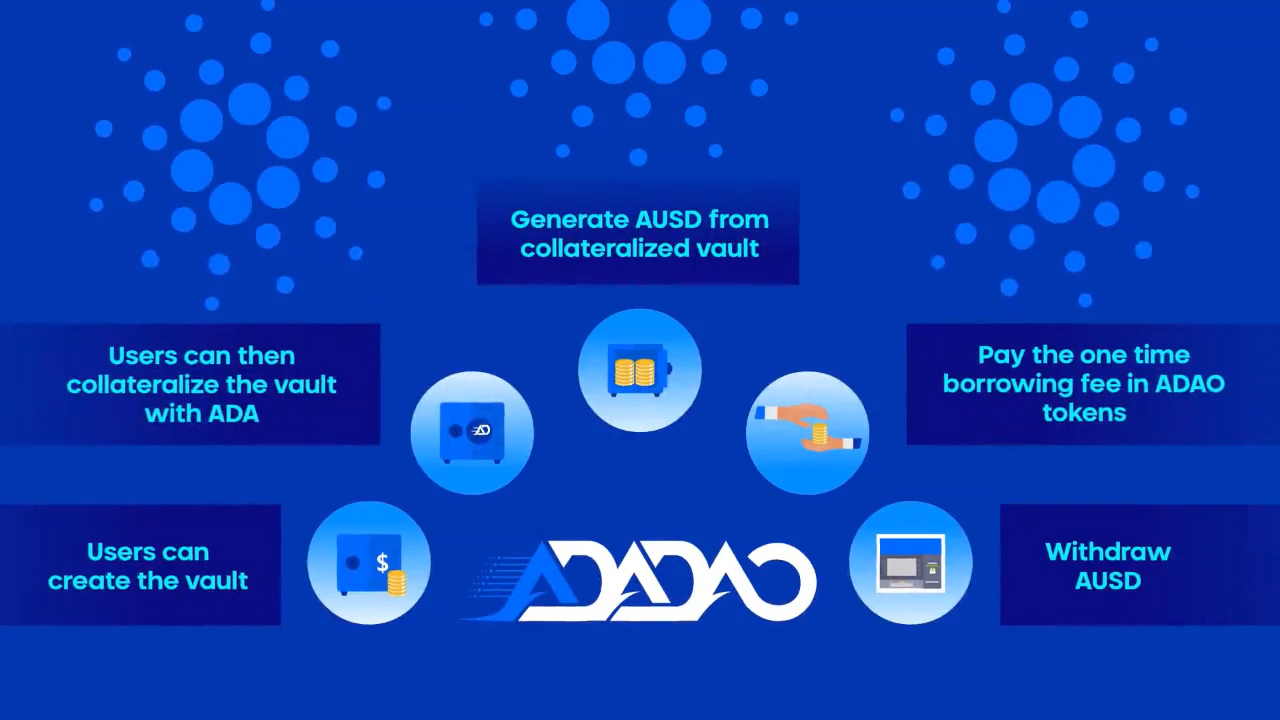 Generate AUSD from
collateralized vault
Users can then
collateralize the vault
with ADA
Pay the one time
borrowing fee in ADAO
tokens
Users can
create the vault
$
ADADAO
Withdraw
AUSD